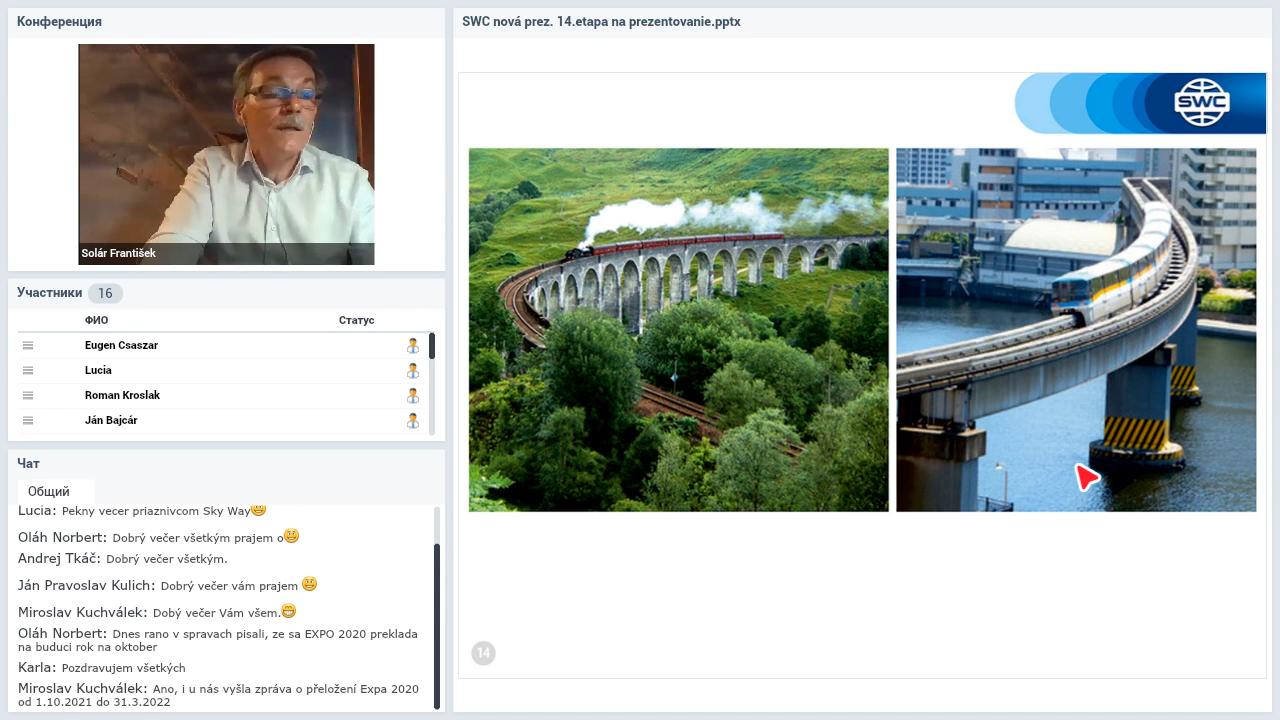 Конференция
Solár František
Участники 16
ФИО Статус
Eugen Csaszar
Lucia
Roman Kroslak
Ján Bajcár
Чат
Общий
Lucia: Pekny vecer priaznivcom Sky Way
Oláh Norbert: Dobrý večer všetkým prajem o
Andrej Tkáč: Dobrý večer všetkým.
Ján Pravoslav Kulich: Dobrý večer vám prajem
Miroslav Kuchválek: Dobý večer Vám všem.
Oláh Norbert: Dnes rano v spravach pisali, ze sa EXPO 2020 preklada
na buduci rok na oktober
Karla: Pozdravujem všetkých
Miroslav Kuchválek: Ano, i u nás vyšla zpráva o přeložení Expa 2020
od 1.10.2021 do 31.3.2022
SWC nová prez. 14.etapa na prezentovanie.pptx
SWC
14